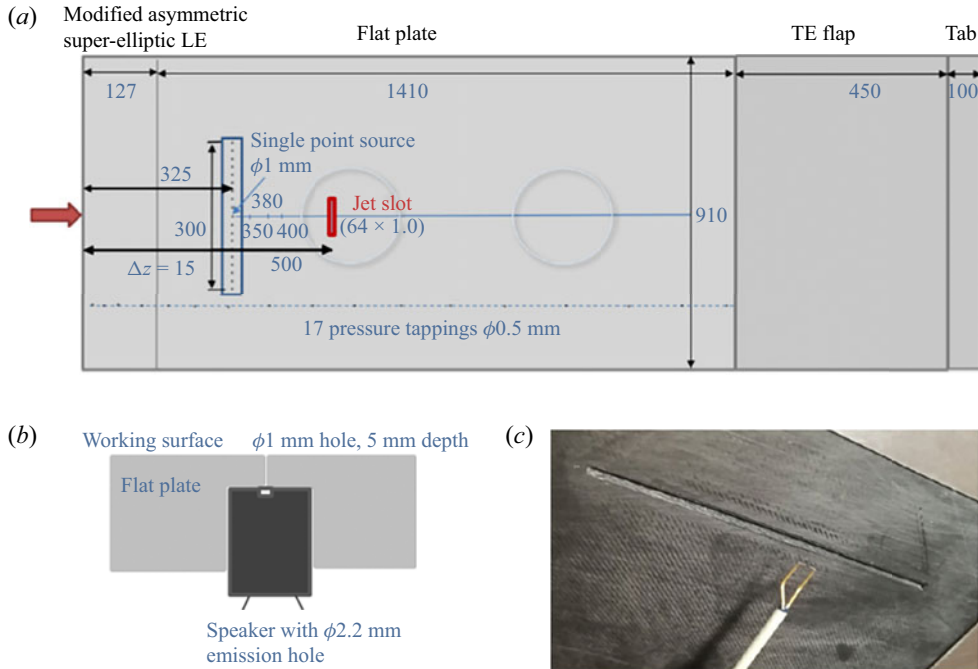 (a)
Modified asymmetric
super-elliptic LE
Flat plate
TE flap
Tab
127
1410
450
100
Single point source
ϕ1 mm
325
380
Jet slot
300
350 400
(64 × 1.0)
910
Δz = 15
500
17 pressure tappings ϕ0.5 mm
(b)
Working surface
ϕ1 mm hole, 5 mm depth
Flat plate
Speaker with ϕ2.2 mm
emission hole
(c)